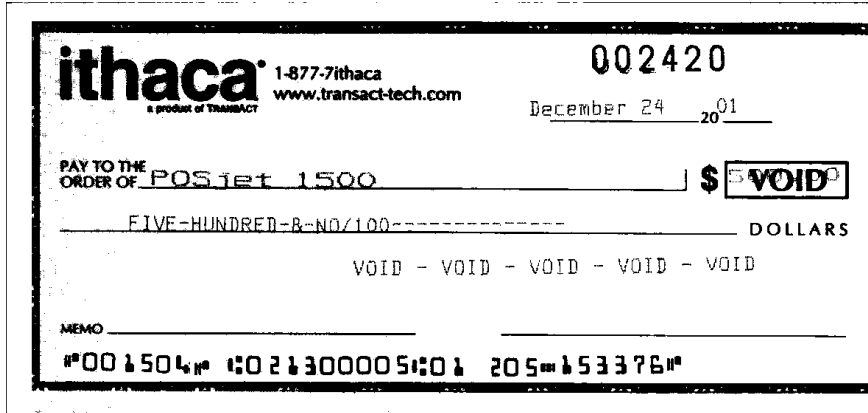 ithaca
a product of TRANSACT
1-877-7ithaca
www.transact-tech.com
002420
December 24 2001
PAY TO THE
ORDER OF POSjet 1500 $ VOID
FIVE-HUNDRED-&-NO/100-------------- DOLLARS
VOID - VOID - VOID - VOID - VOID
MEMO
⑈001504⑈ ⑆021300005⑆01 205⑉153376⑈